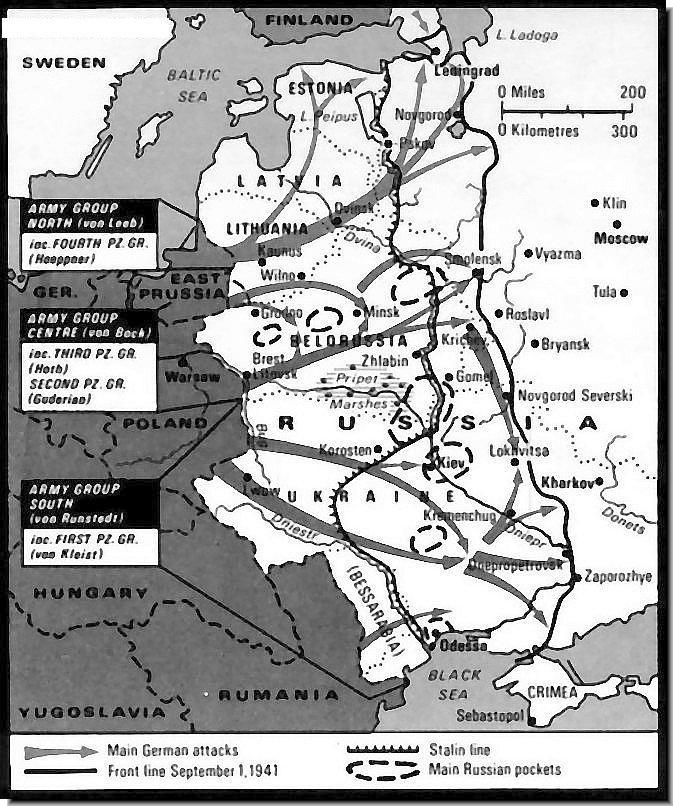 FINLAND
L. Ladoga
SWEDEN
BALTIC
SEA
Leningrad
ESTONIA
0 Miles 200
0 Kilometres 300
L. Peipus
Novgorod
Pskov
LATVIA
Klin
Moscow
ARMY GROUP
NORTH (von Leeb)
inc. FOURTH PZ. GR.
(Hoeppner)
Dvinsk
LITHUANIA
Dvina
Kaunus
Smolensk
Vyazma
Wilno
GER.
EAST
PRUSSIA
Tula
Grodno
Minsk
Roslavl
ARMY GROUP
CENTRE (von Bock)
inc. THIRD PZ. GR.
(Hoth)
SECOND PZ. GR.
(Guderian)
BELORUSSIA
Krichev
Bryansk
Brest
Litovsk
Zhlabin
Warsaw
Pripet
Marshes
Gomel
Novgorod Severski
POLAND
RUSSIA
Bug
Korosten
Kiev
Lokhvitsa
Kharkov
ARMY GROUP
SOUTH
(von Runstedt)
inc. FIRST PZ. GR.
(von Kleist)
Lwow
UKRAINE
Kremenchug
Donets
Dniestr
Dniepr
Dnepropetrovsk
Zaporozhye
HUNGARY
(BESSARABIA)
Odessa
RUMANIA
BLACK
SEA
CRIMEA
YUGOSLAVIA
Sebastopol
Main German attacks
Stalin line
Front line September 1, 1941
Main Russian pockets